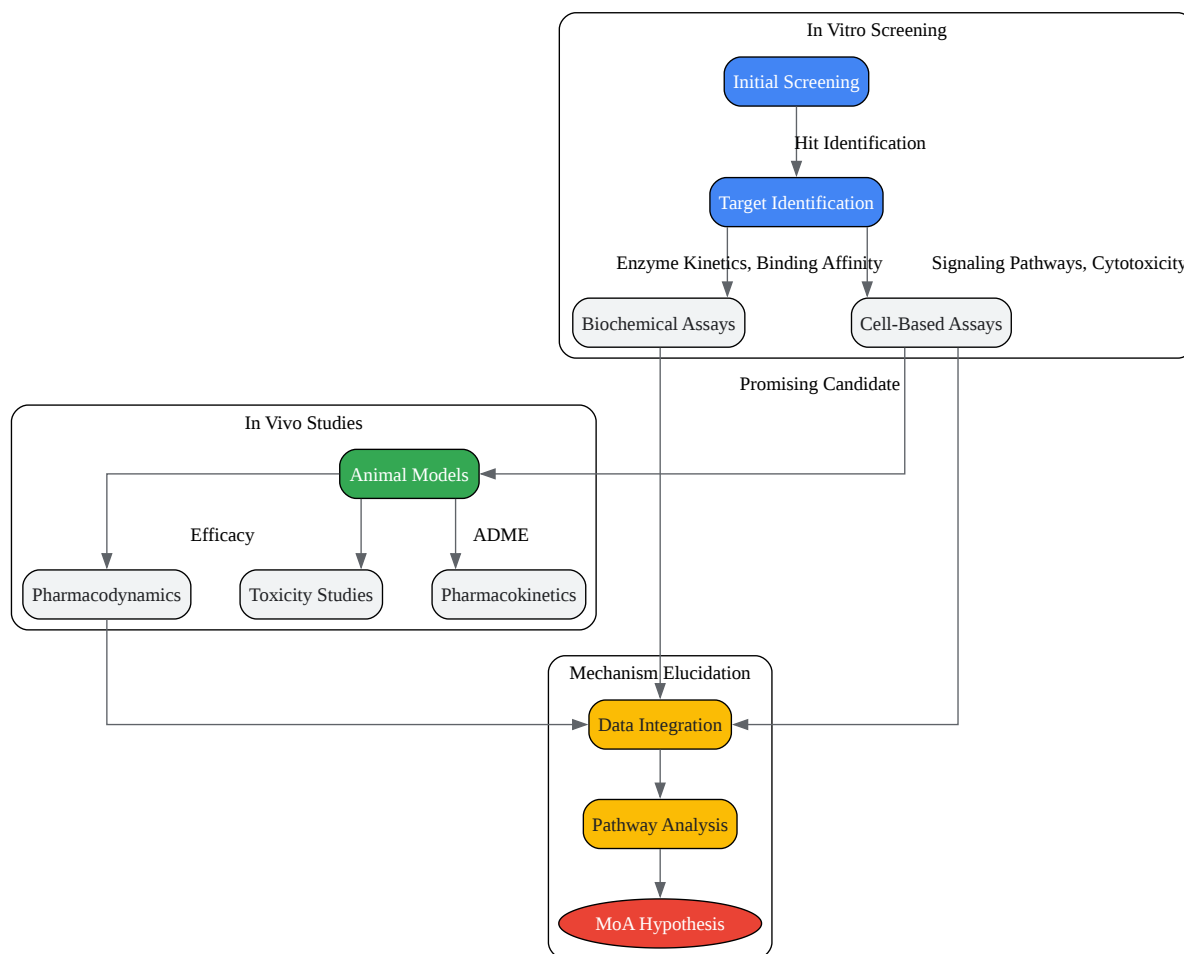 In Vitro Screening
Initial Screening
Hit Identification
Target Identification
Enzyme Kinetics, Binding Affinity
Signaling Pathways, Cytotoxicity
Biochemical Assays
Cell-Based Assays
Promising Candidate
In Vivo Studies
Animal Models
Efficacy
ADME
Pharmacodynamics
Toxicity Studies
Pharmacokinetics
Mechanism Elucidation
Data Integration
Pathway Analysis
MoA Hypothesis